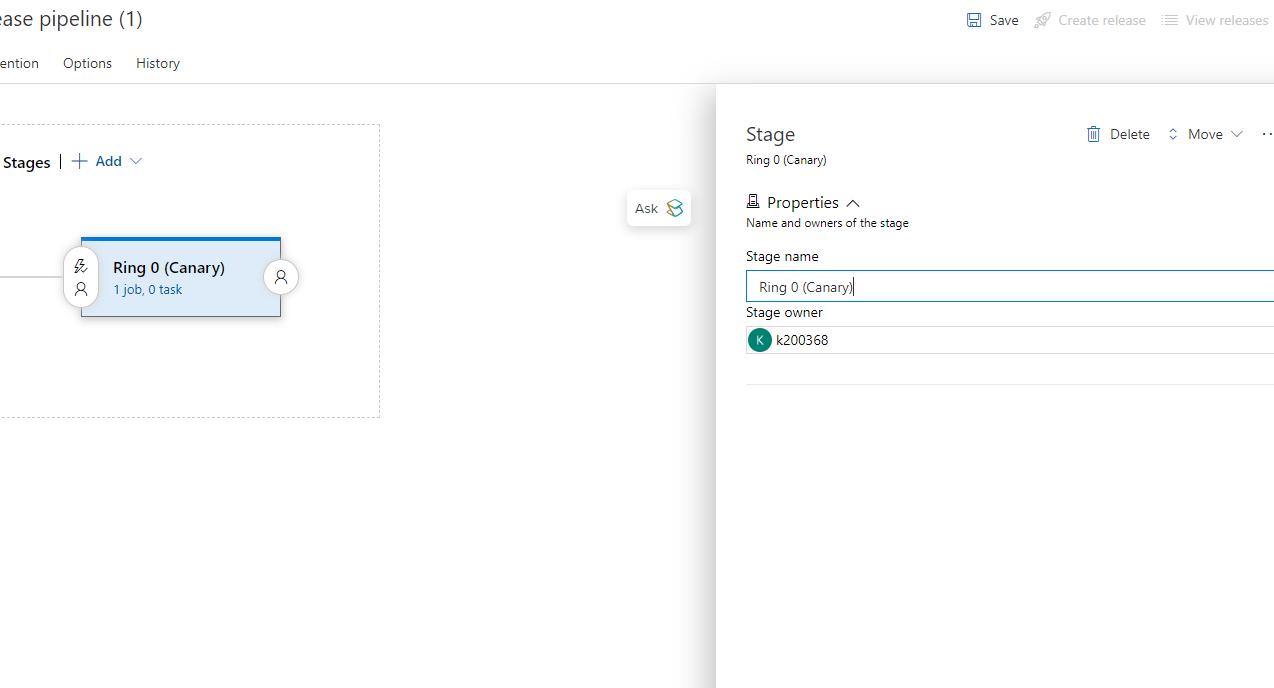 ease pipeline (1)
Save
Create release
View releases
ention
Options
History
Stages
Add
Ring 0 (Canary)
1 job, 0 task
Ask
Stage
Delete
Move
Ring 0 (Canary)
Properties
Name and owners of the stage
Stage name
Ring 0 (Canary)
Stage owner
K
k200368